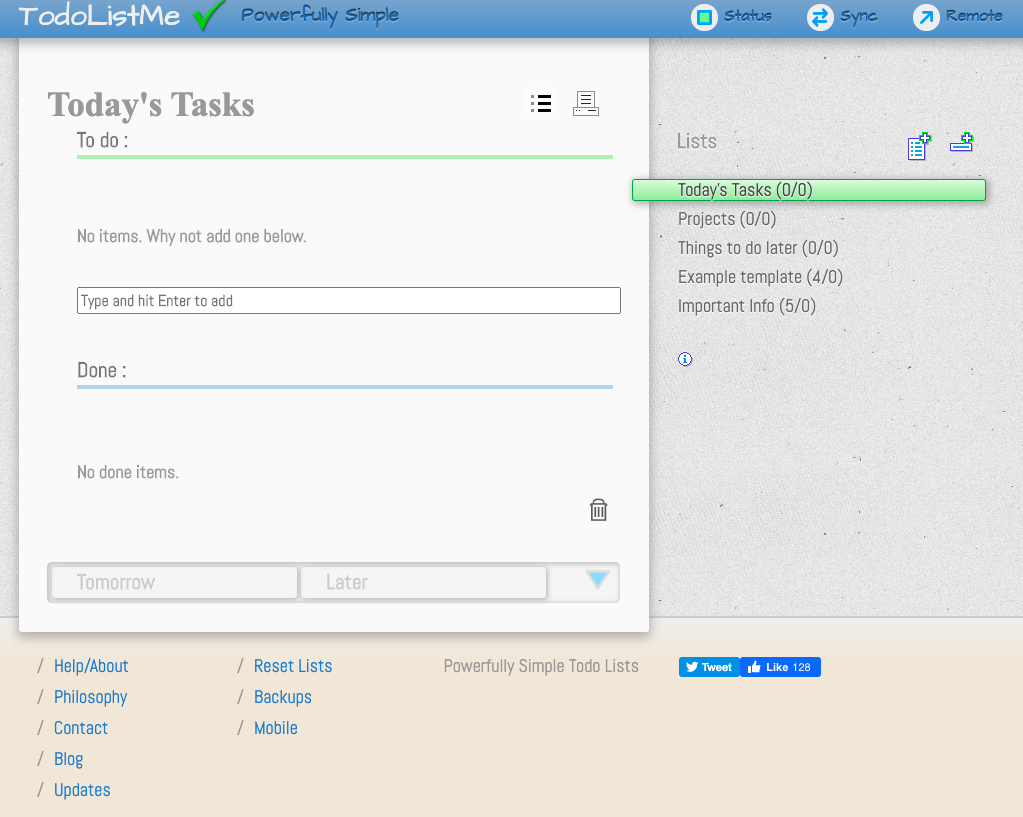 TodoListMe Powerfully Simple Status Sync Remote
Today's Tasks
To do :
No items. Why not add one below.
Type and hit Enter to add
Done :
No done items.
Tomorrow Later
Lists
Today's Tasks (0/0)
Projects (0/0)
Things to do later (0/0)
Example template (4/0)
Important Info (5/0)
/ Help/About
/ Philosophy
/ Contact
/ Blog
/ Updates
/ Reset Lists
/ Backups
/ Mobile
Powerfully Simple Todo Lists
Tweet Like 128